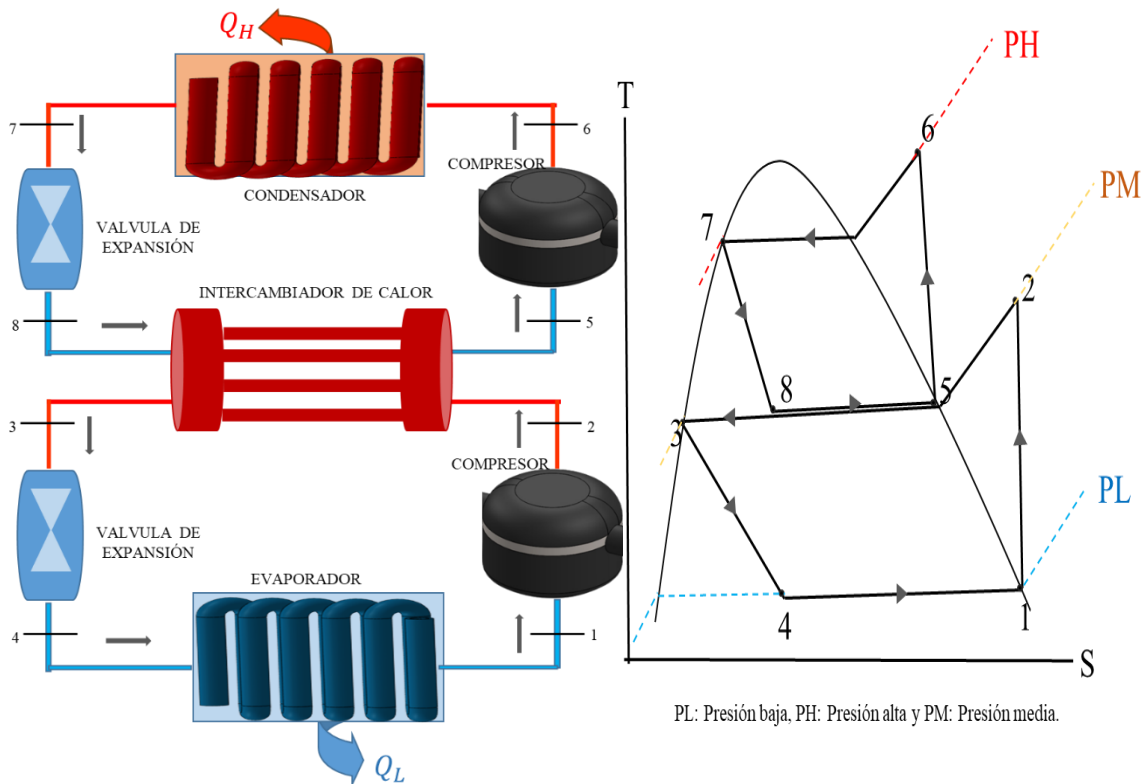 Q_H
7
6
COMPRESOR
CONDENSADOR
VALVULA DE
EXPANSIÓN
INTERCAMBIADOR DE CALOR
8
5
3
2
COMPRESOR
VALVULA DE
EXPANSIÓN
EVAPORADOR
4
1
Q_L
PH
T
6
PM
7
2
8
5
3
PL
4
1
S
PL: Presión baja, PH: Presión alta y PM: Presión media.